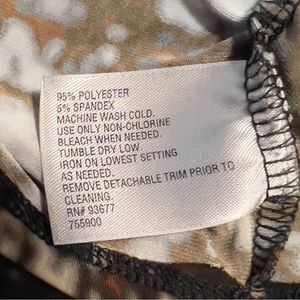 95% POLYESTER
5% SPANDEX
MACHINE WASH COLD.
USE ONLY NON-CHLORINE
BLEACH WHEN NEEDED.
TUMBLE DRY LOW
IRON ON LOWEST SETTING
AS NEEDED.
REMOVE DETACHABLE TRIM PRIOR TO
CLEANING.
RN# 93677
755900